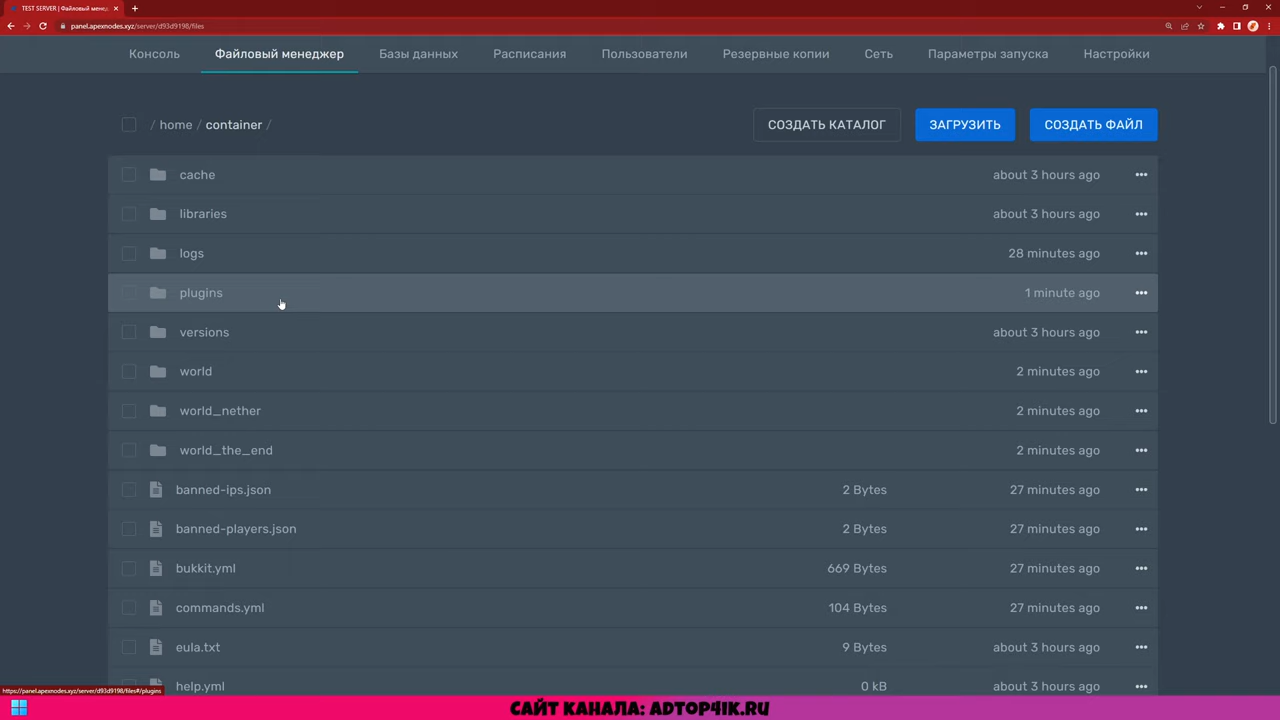 TEST SERVER | Файловый менед
panel.apexnodes.xyz/server/d93d9198/files
Консоль Файловый менеджер Базы данных Расписания Пользователи Резервные копии Сеть Параметры запуска Настройки
/ home / container /
СОЗДАТЬ КАТАЛОГ ЗАГРУЗИТЬ СОЗДАТЬ ФАЙЛ
cache about 3 hours ago
libraries about 3 hours ago
logs 28 minutes ago
plugins 1 minute ago
versions about 3 hours ago
world 2 minutes ago
world_nether 2 minutes ago
world_the_end 2 minutes ago
banned-ips.json 2 Bytes 27 minutes ago
banned-players.json 2 Bytes 27 minutes ago
bukkit.yml 669 Bytes 27 minutes ago
commands.yml 104 Bytes 27 minutes ago
eula.txt 9 Bytes about 3 hours ago
help.yml 0 kB about 3 hours ago
https://panel.apexnodes.xyz/server/d93d9198/files#/plugins
САЙТ КАНАЛА: ADTOP4IK.RU